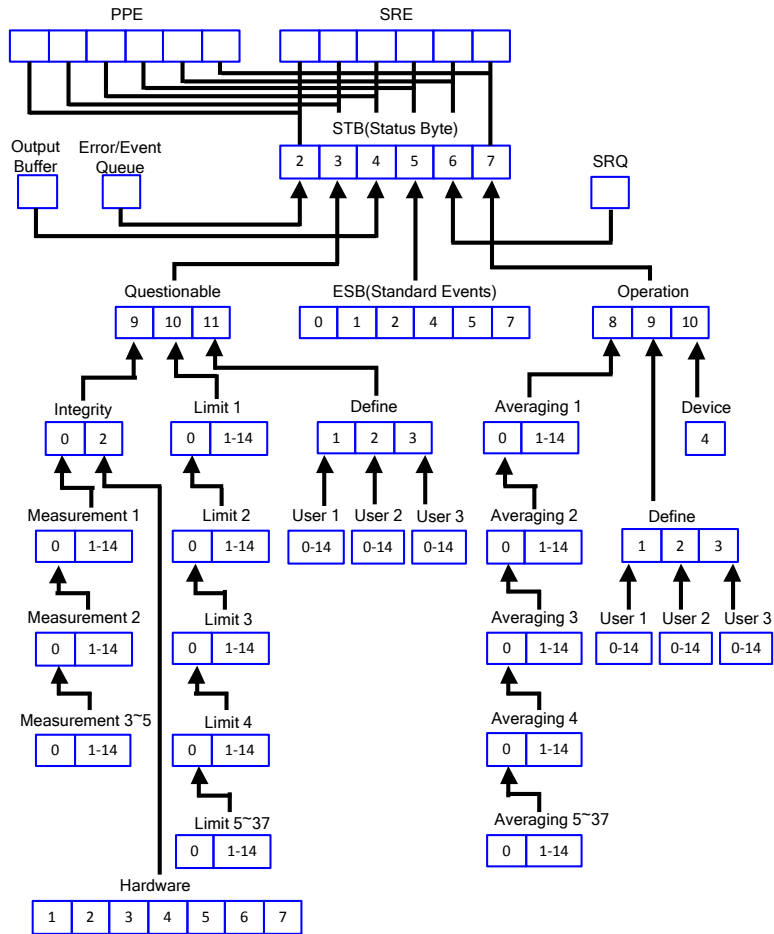 PPE
SRE
STB(Status Byte)
Output
Buffer
Error/Event
Queue
2 3 4 5 6 7
SRQ
Questionable
9 10 11
ESB(Standard Events)
0 1 2 4 5 7
Operation
8 9 10
Integrity
0 2
Limit 1
0 1-14
Define
1 2 3
Averaging 1
0 1-14
Device
4
Measurement 1
0 1-14
Limit 2
0 1-14
User 1
0-14
User 2
0-14
User 3
0-14
Averaging 2
0 1-14
Define
1 2 3
Measurement 2
0 1-14
Limit 3
0 1-14
Averaging 3
0 1-14
User 1
0-14
User 2
0-14
User 3
0-14
Measurement 3~5
0 1-14
Limit 4
0 1-14
Averaging 4
0 1-14
Limit 5~37
0 1-14
Averaging 5~37
0 1-14
Hardware
1 2 3 4 5 6 7